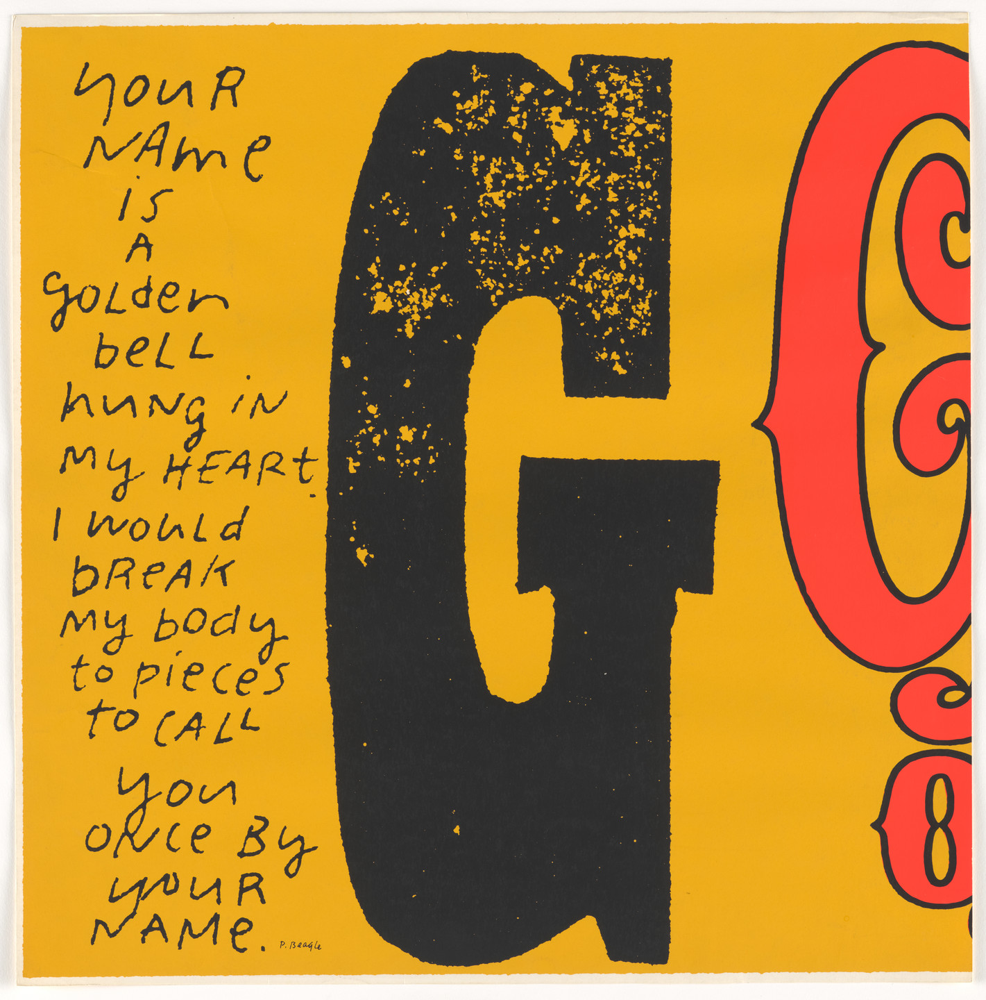 your
NAme
is
A
golden
bell
hung in
my HEARt.
I would
bReAK
my body
to pieces
to CALL
you
ONce By
youR
NAMe.
P. Beagle
G